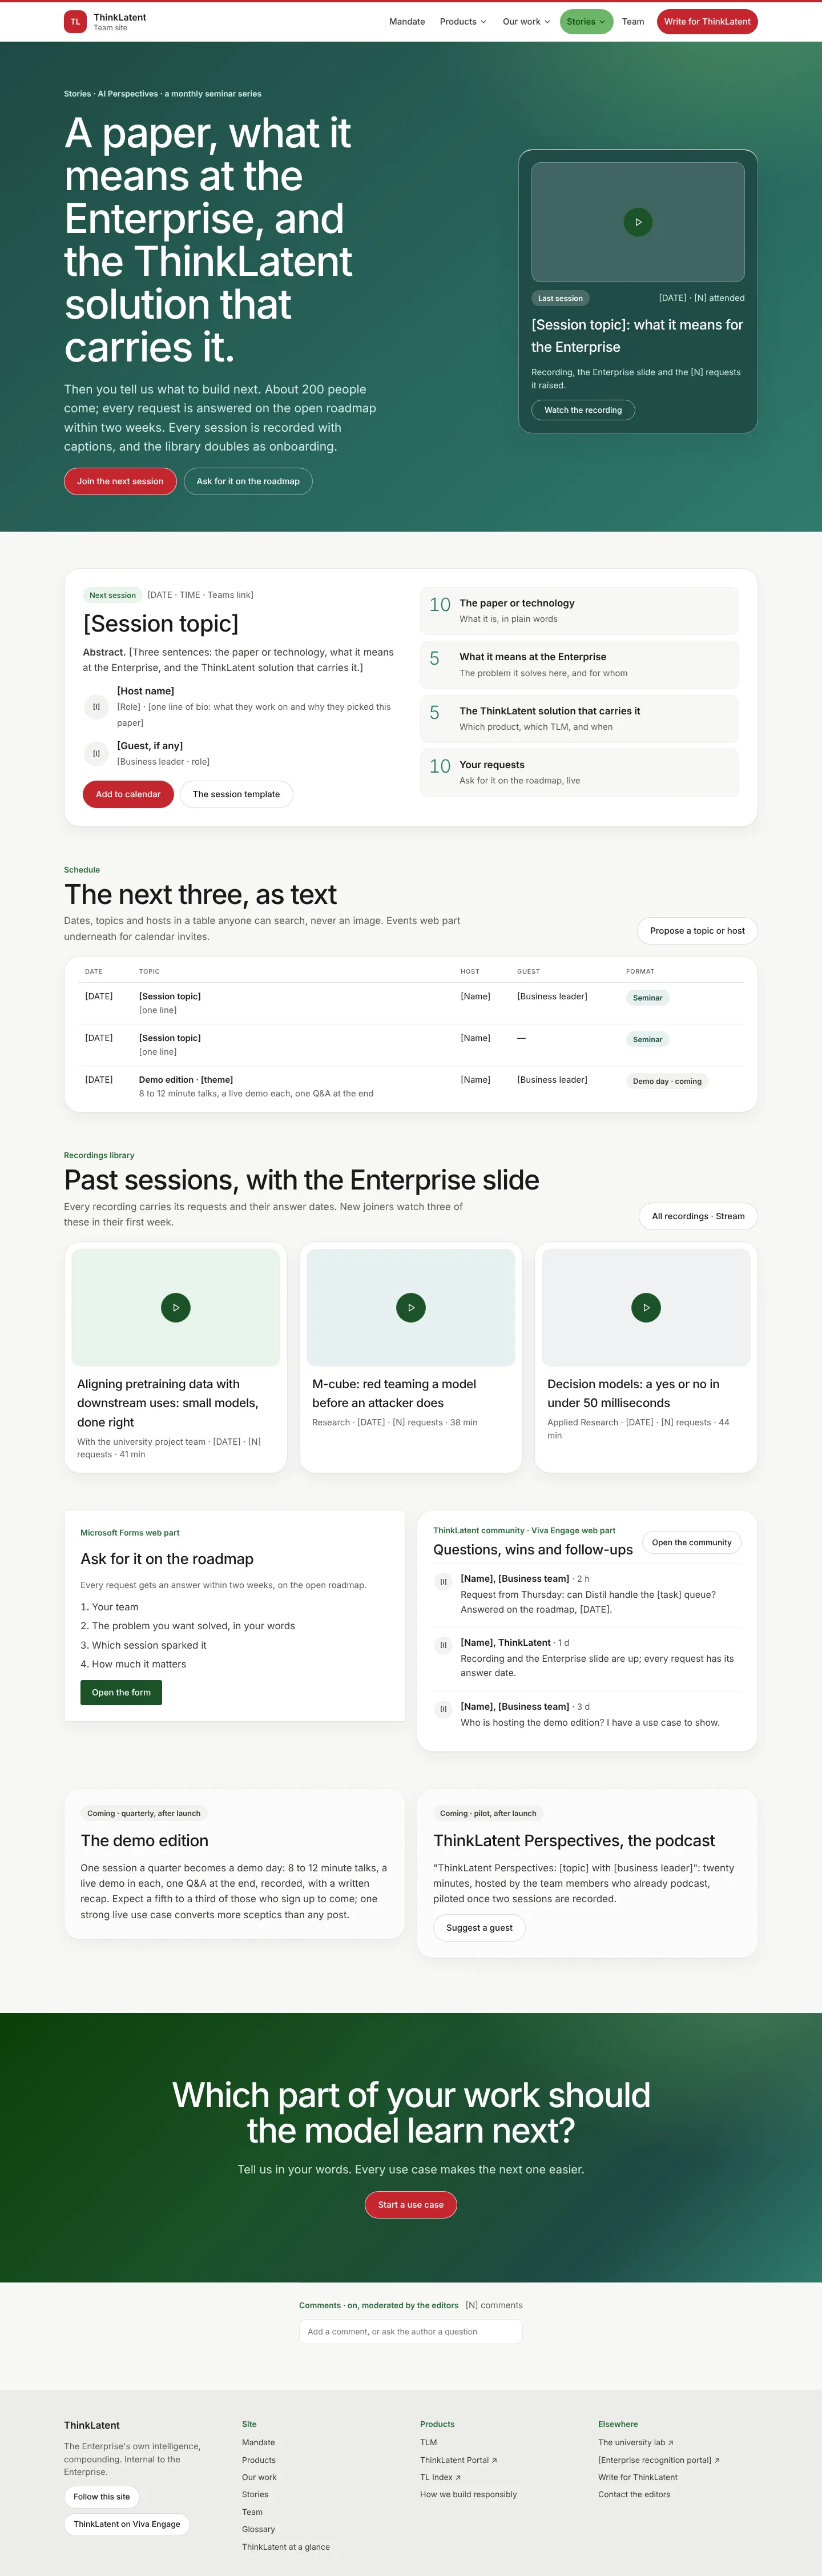 TL
ThinkLatent
Team site
Mandate
Products
Our work
Stories
Team
Write for ThinkLatent
Stories · AI Perspectives · a monthly seminar series
A paper, what it
means at the
Enterprise, and
the ThinkLatent
solution that
carries it.
Then you tell us what to build next. About 200 people
come; every request is answered on the open roadmap
within two weeks. Every session is recorded with
captions, and the library doubles as onboarding.
Join the next session
Ask for it on the roadmap
Last session
[DATE] · [N] attended
[Session topic]: what it means for
the Enterprise
Recording, the Enterprise slide and the [N] requests
it raised.
Watch the recording
Next session
[DATE · TIME · Teams link]
[Session topic]
Abstract. [Three sentences: the paper or technology, what it means
at the Enterprise, and the ThinkLatent solution that carries it.]
[I]
[Host name]
[Role] · [one line of bio: what they work on and why they picked this
paper]
[I]
[Guest, if any]
[Business leader · role]
Add to calendar
The session template
10
The paper or technology
What it is, in plain words
5
What it means at the Enterprise
The problem it solves here, and for whom
5
The ThinkLatent solution that carries it
Which product, which TLM, and when
10
Your requests
Ask for it on the roadmap, live
Schedule
The next three, as text
Dates, topics and hosts in a table anyone can search, never an image. Events web part
underneath for calendar invites.
Propose a topic or host
DATE
TOPIC
HOST
GUEST
FORMAT
[DATE]
[Session topic]
[one line]
[Name]
[Business leader]
Seminar
[DATE]
[Session topic]
[one line]
[Name]
—
Seminar
[DATE]
Demo edition · [theme]
8 to 12 minute talks, a live demo each, one Q&A at the end
[Name]
[Business leader]
Demo day · coming
Recordings library
Past sessions, with the Enterprise slide
Every recording carries its requests and their answer dates. New joiners watch three of
these in their first week.
All recordings · Stream
Aligning pretraining data with
downstream uses: small models,
done right
With the university project team · [DATE] · [N]
requests · 41 min
M-cube: red teaming a model
before an attacker does
Research · [DATE] · [N] requests · 38 min
Decision models: a yes or no in
under 50 milliseconds
Applied Research · [DATE] · [N] requests · 44
min
Microsoft Forms web part
Ask for it on the roadmap
Every request gets an answer within two weeks, on the open roadmap.
1. Your team
2. The problem you want solved, in your words
3. Which session sparked it
4. How much it matters
Open the form
ThinkLatent community · Viva Engage web part
Questions, wins and follow-ups
Open the community
[I]
[Name], [Business team] · 2 h
Request from Thursday: can Distil handle the [task] queue?
Answered on the roadmap, [DATE].
[I]
[Name], ThinkLatent · 1 d
Recording and the Enterprise slide are up; every request has its
answer date.
[I]
[Name], [Business team] · 3 d
Who is hosting the demo edition? I have a use case to show.
Coming · quarterly, after launch
The demo edition
One session a quarter becomes a demo day: 8 to 12 minute talks, a
live demo in each, one Q&A at the end, recorded, with a written
recap. Expect a fifth to a third of those who sign up to come; one
strong live use case converts more sceptics than any post.
Coming · pilot, after launch
ThinkLatent Perspectives, the podcast
"ThinkLatent Perspectives: [topic] with [business leader]": twenty
minutes, hosted by the team members who already podcast,
piloted once two sessions are recorded.
Suggest a guest
Which part of your work should
the model learn next?
Tell us in your words. Every use case makes the next one easier.
Start a use case
Comments · on, moderated by the editors
[N] comments
Add a comment, or ask the author a question
ThinkLatent
The Enterprise's own intelligence,
compounding. Internal to the
Enterprise.
Follow this site
ThinkLatent on Viva Engage
Site
Mandate
Products
Our work
Stories
Team
Glossary
ThinkLatent at a glance
Products
TLM
ThinkLatent Portal ↗
TL Index ↗
How we build responsibly
Elsewhere
The university lab ↗
[Enterprise recognition portal] ↗
Write for ThinkLatent
Contact the editors